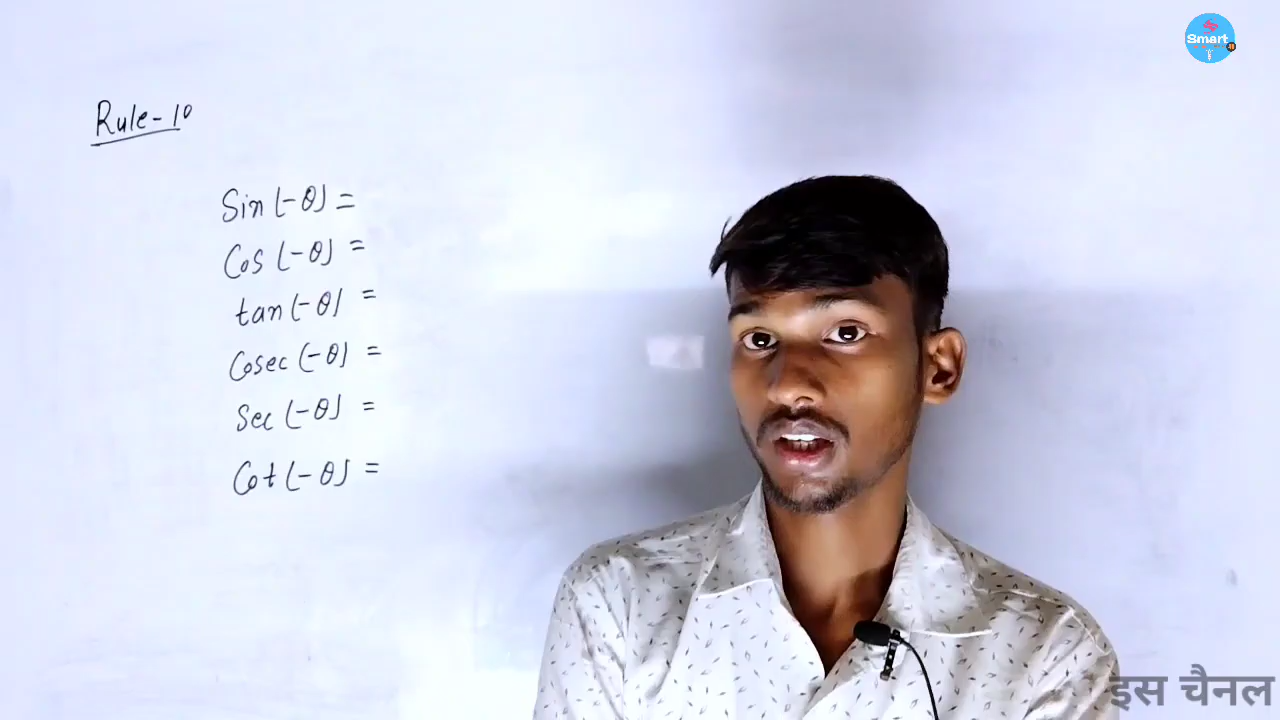 Smart
Rule-10
Sin(-θ) =
Cos(-θ) =
tan(-θ) =
Cosec(-θ) =
Sec(-θ) =
Cot(-θ) =
इस चैनल